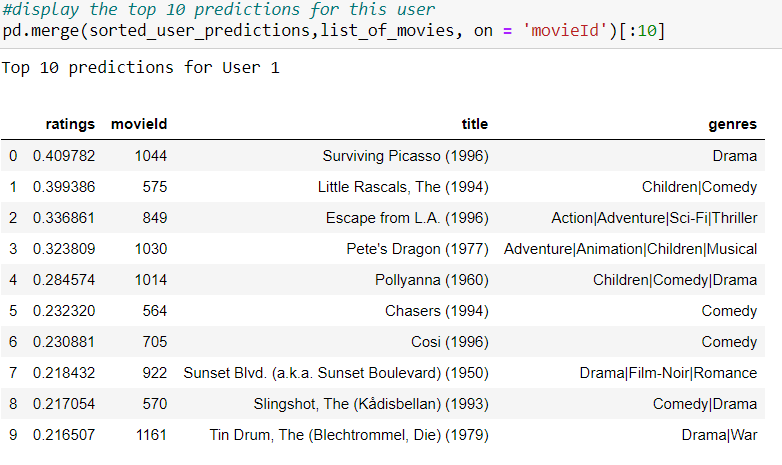 #display the top 10 predictions for this user
pd.merge(sorted_user_predictions,list_of_movies, on = 'movieId')[:10]
Top 10 predictions for User 1
ratings movieId title genres
0 0.409782 1044 Surviving Picasso (1996) Drama
1 0.399386 575 Little Rascals, The (1994) Children|Comedy
2 0.336861 849 Escape from L.A. (1996) Action|Adventure|Sci-Fi|Thriller
3 0.323809 1030 Pete's Dragon (1977) Adventure|Animation|Children|Musical
4 0.284574 1014 Pollyanna (1960) Children|Comedy|Drama
5 0.232320 564 Chasers (1994) Comedy
6 0.230881 705 Cosi (1996) Comedy
7 0.218432 922 Sunset Blvd. (a.k.a. Sunset Boulevard) (1950) Drama|Film-Noir|Romance
8 0.217054 570 Slingshot, The (Kådisbellan) (1993) Comedy|Drama
9 0.216507 1161 Tin Drum, The (Blechtrommel, Die) (1979) Drama|War